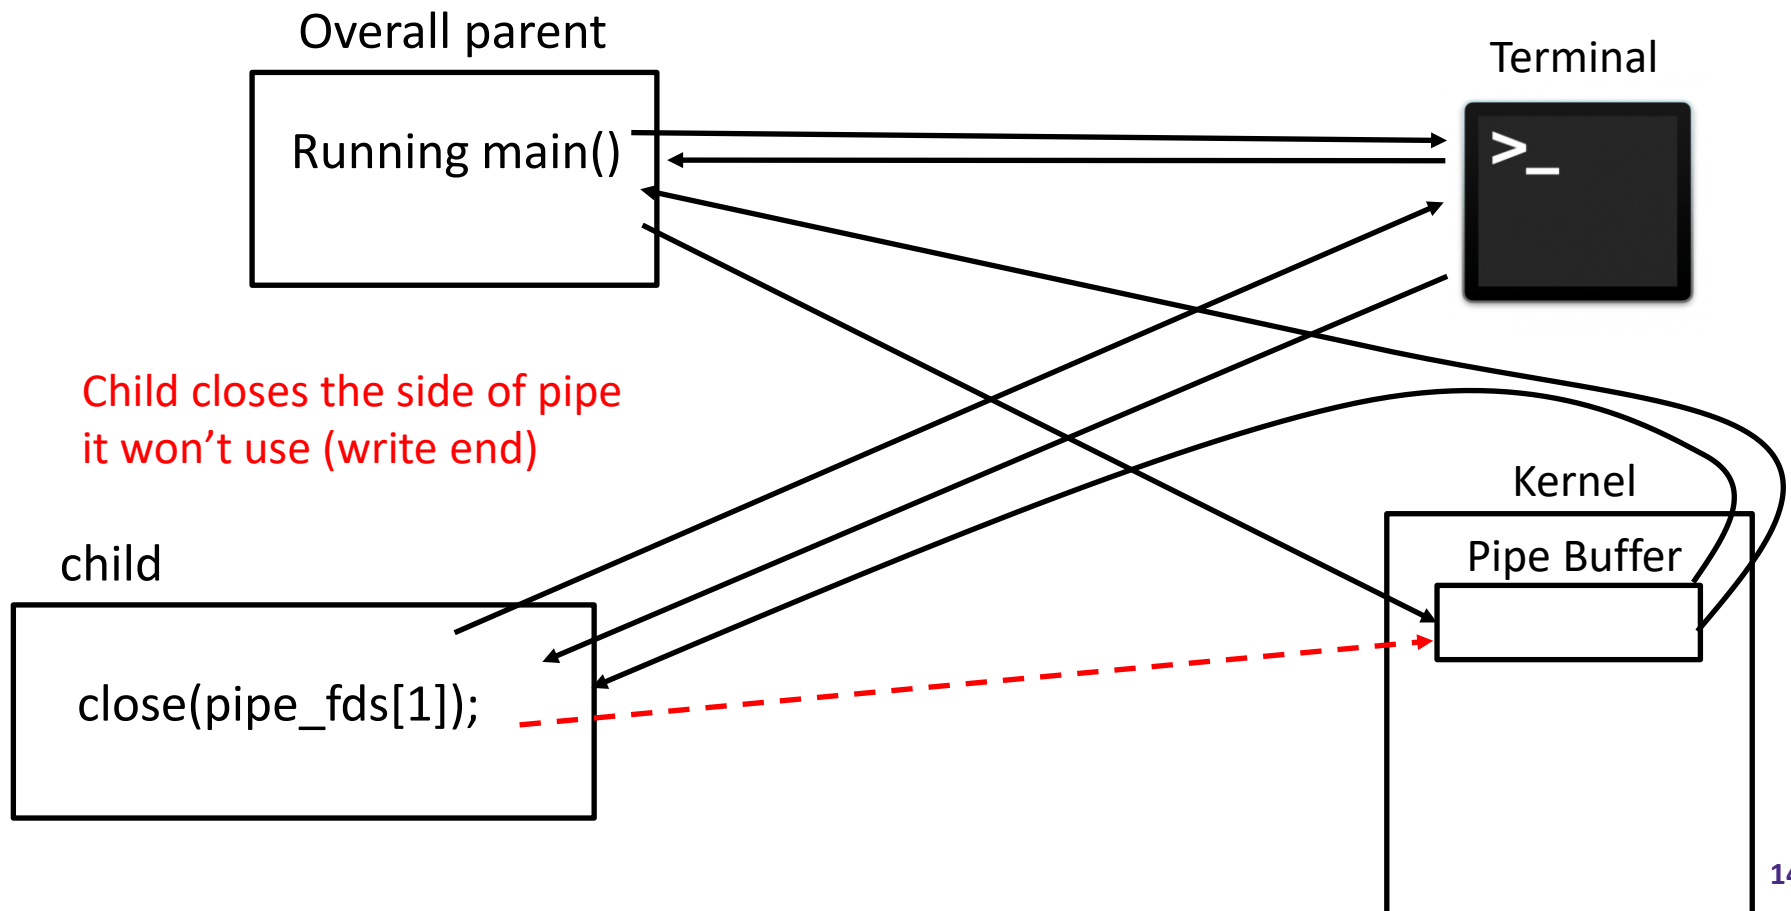 Overall parent
Terminal
Running main()
>_
Child closes the side of pipe
it won’t use (write end)
Kernel
Pipe Buffer
child
close(pipe_fds[1]);
14